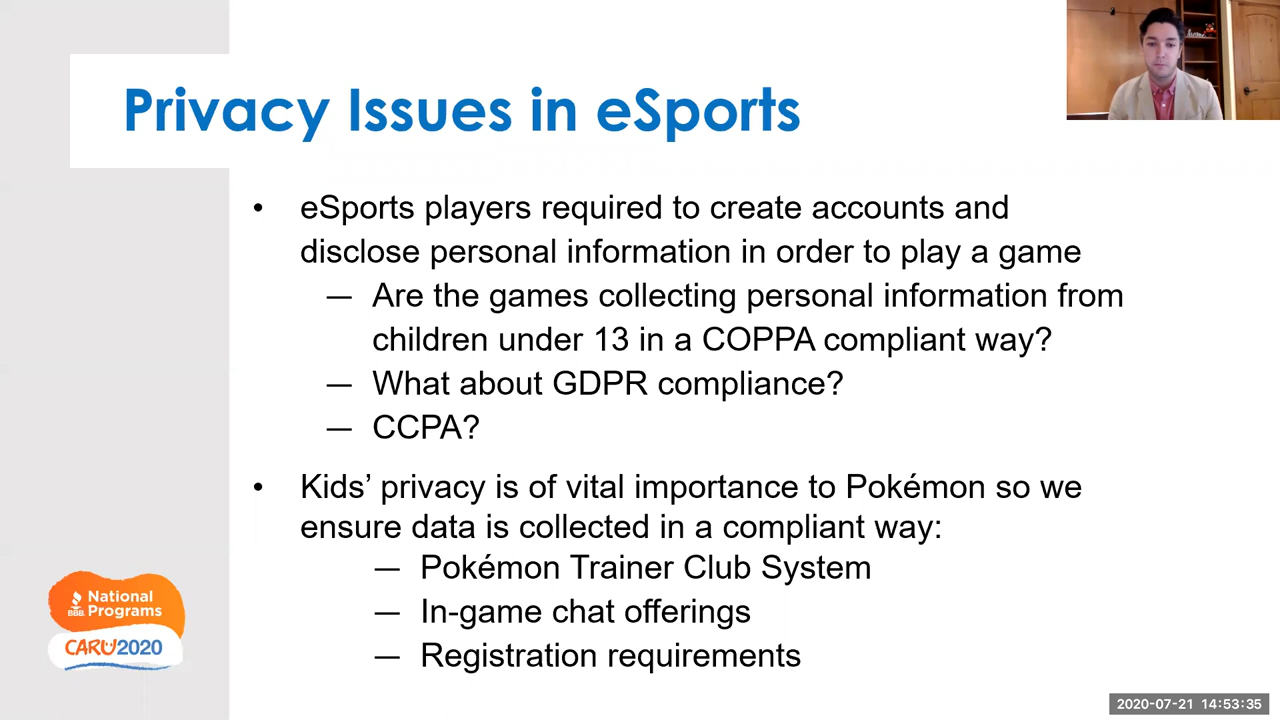 Privacy Issues in eSports
• eSports players required to create accounts and
disclose personal information in order to play a game
— Are the games collecting personal information from
children under 13 in a COPPA compliant way?
— What about GDPR compliance?
— CCPA?
• Kids’ privacy is of vital importance to Pokémon so we
ensure data is collected in a compliant way:
— Pokémon Trainer Club System
— In-game chat offerings
— Registration requirements
BBB. National
Programs
CARU2020
2020-07-21 14:53:35